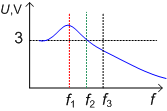 U,V
3
f₁ f₂ f₃ f